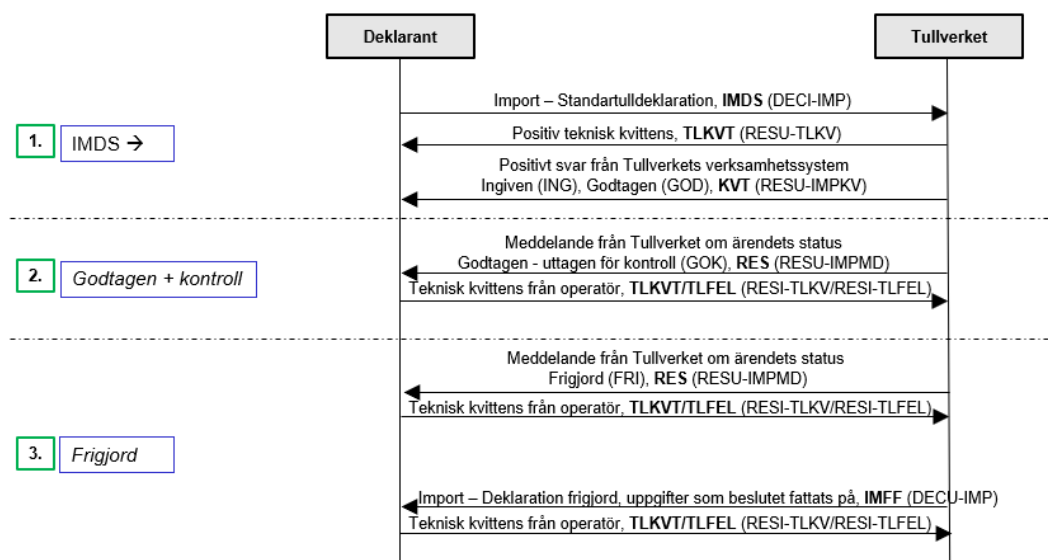 Deklarant
Tullverket
Import – Standartulldeklaration, IMDS (DECI-IMP)
1.
IMDS →
Positiv teknisk kvittens, TLKVT (RESU-TLKV)
Positivt svar från Tullverkets verksamhetssystem
Ingiven (ING), Godtagen (GOD), KVT (RESU-IMPKV)
2.
Godtagen + kontroll
Meddelande från Tullverket om ärendets status
Godtagen - uttagen för kontroll (GOK), RES (RESU-IMPMD)
Teknisk kvittens från operatör, TLKVT/TLFEL (RESI-TLKV/RESI-TLFEL)
Meddelande från Tullverket om ärendets status
Frigjord (FRI), RES (RESU-IMPMD)
Teknisk kvittens från operatör, TLKVT/TLFEL (RESI-TLKV/RESI-TLFEL)
3.
Frigjord
Import – Deklaration frigjord, uppgifter som beslutet fattats på, IMFF (DECU-IMP)
Teknisk kvittens från operatör, TLKVT/TLFEL (RESI-TLKV/RESI-TLFEL)